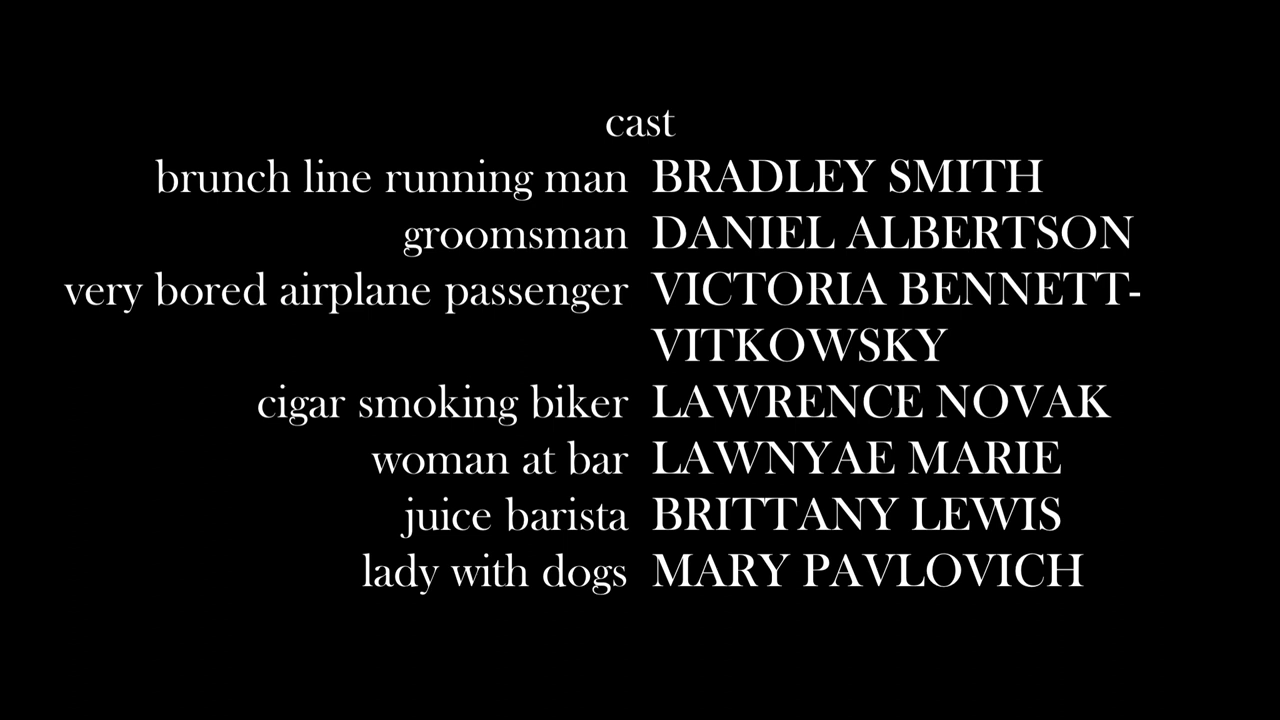 cast
brunch line running man BRADLEY SMITH
groomsman DANIEL ALBERTSON
very bored airplane passenger VICTORIA BENNETT-
VITKOWSKY
cigar smoking biker LAWRENCE NOVAK
woman at bar LAWNYAE MARIE
juice barista BRITTANY LEWIS
lady with dogs MARY PAVLOVICH